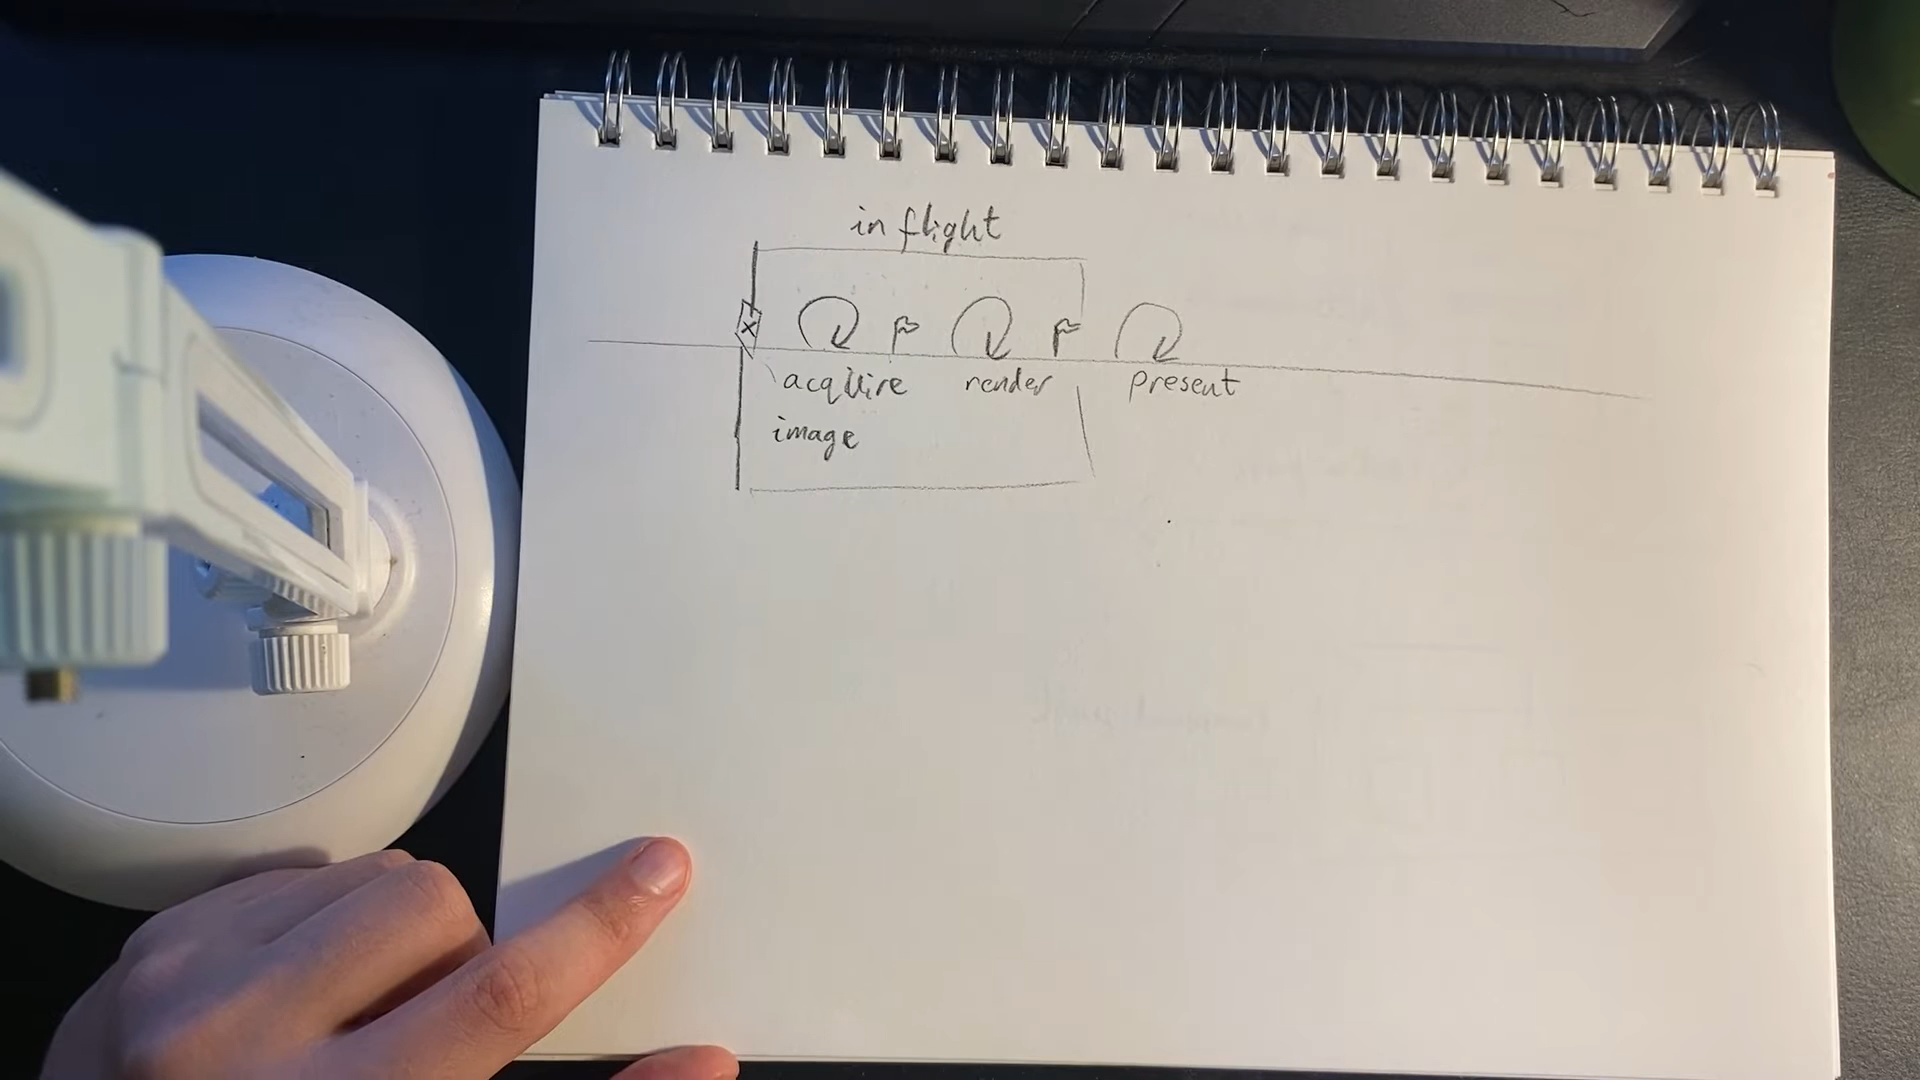 in flight
x
acquire render present
image